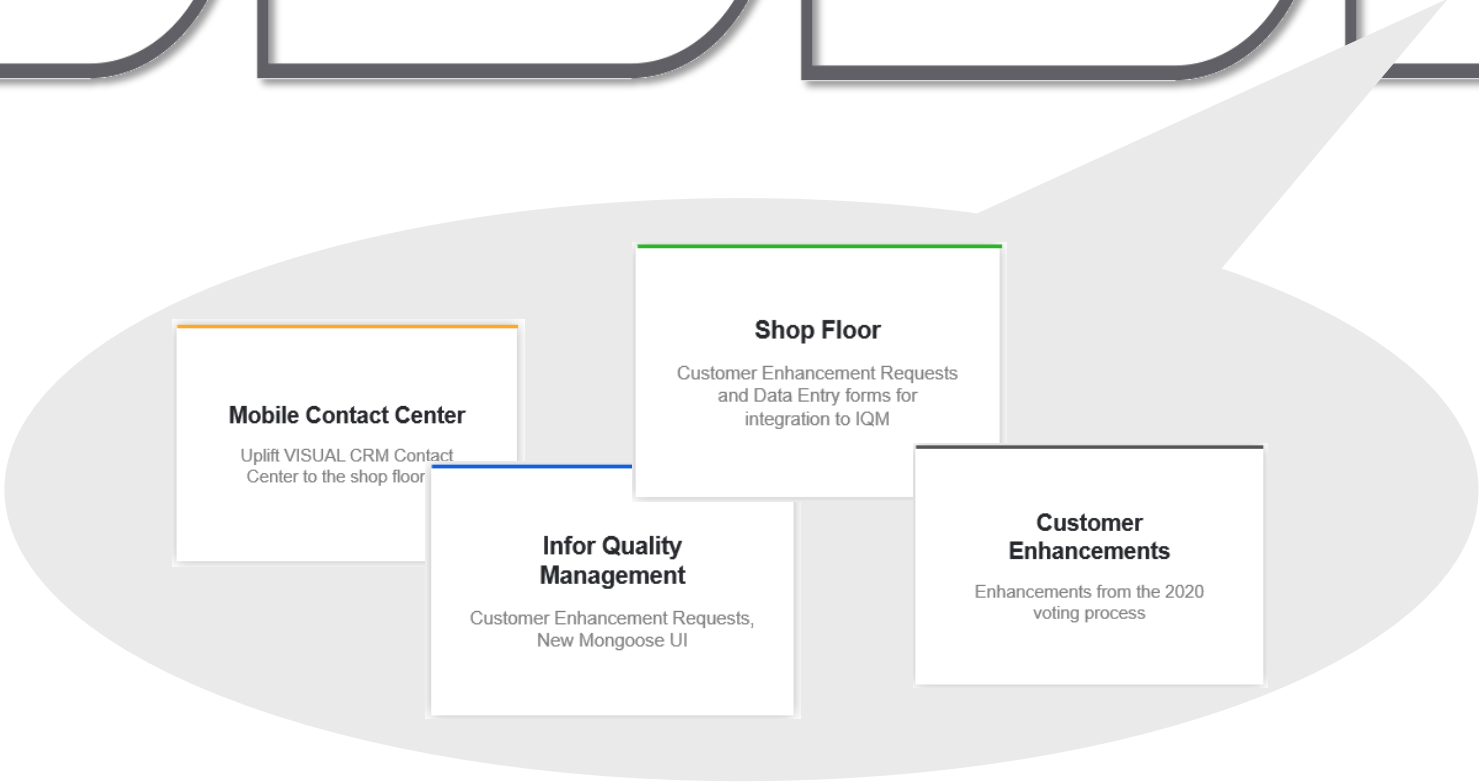 Mobile Contact Center
Uplift VISUAL CRM Contact
Center to the shop floor
Infor Quality
Management
Customer Enhancement Requests,
New Mongoose UI
Shop Floor
Customer Enhancement Requests
and Data Entry forms for
integration to IQM
Customer
Enhancements
Enhancements from the 2020
voting process